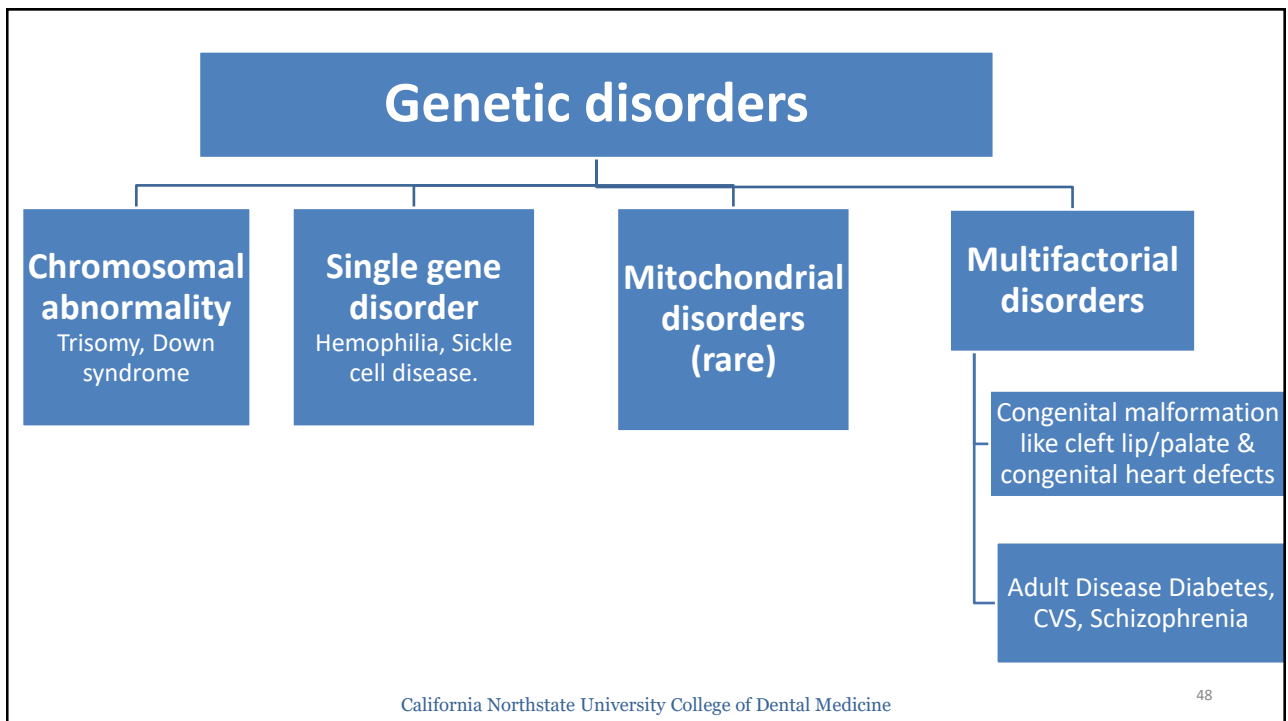 Genetic disorders
Chromosomal
abnormality
Trisomy, Down
syndrome
Single gene
disorder
Hemophilia, Sickle
cell disease.
Mitochondrial
disorders
(rare)
Multifactorial
disorders
Congenital malformation
like cleft lip/palate &
congenital heart defects
Adult Disease Diabetes,
CVS, Schizophrenia
California Northstate University College of Dental Medicine
48